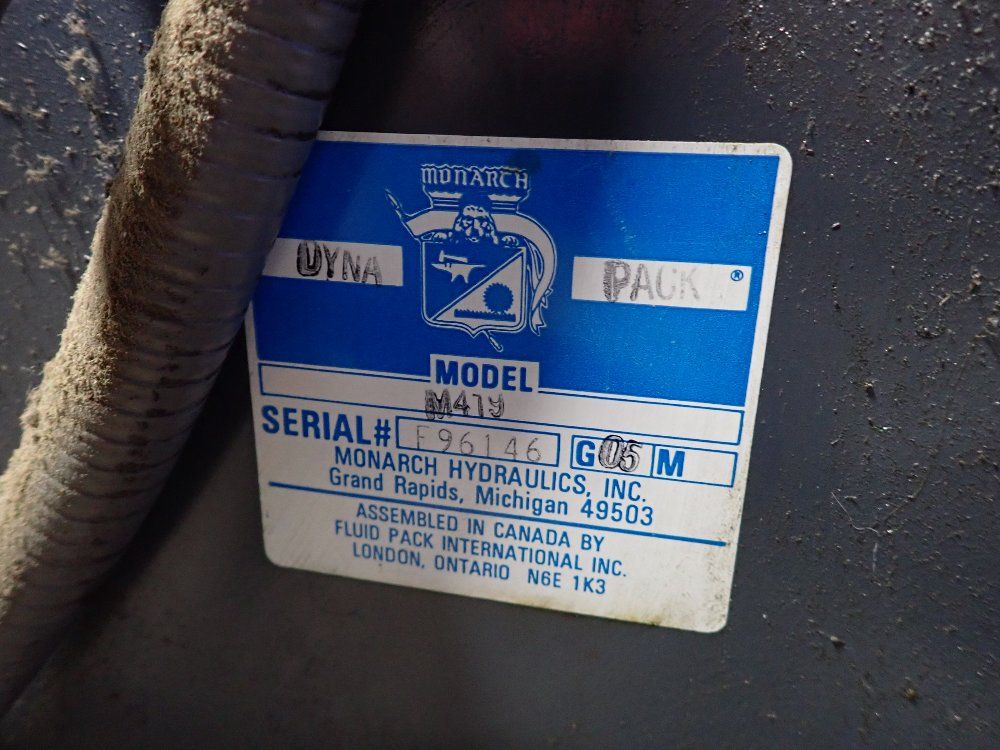 MONARCH
DYNA PACK ®
MODEL
M419
SERIAL# F96146 G 05 M
MONARCH HYDRAULICS, INC.
Grand Rapids, Michigan 49503
ASSEMBLED IN CANADA BY
FLUID PACK INTERNATIONAL INC.
LONDON, ONTARIO N6E 1K3